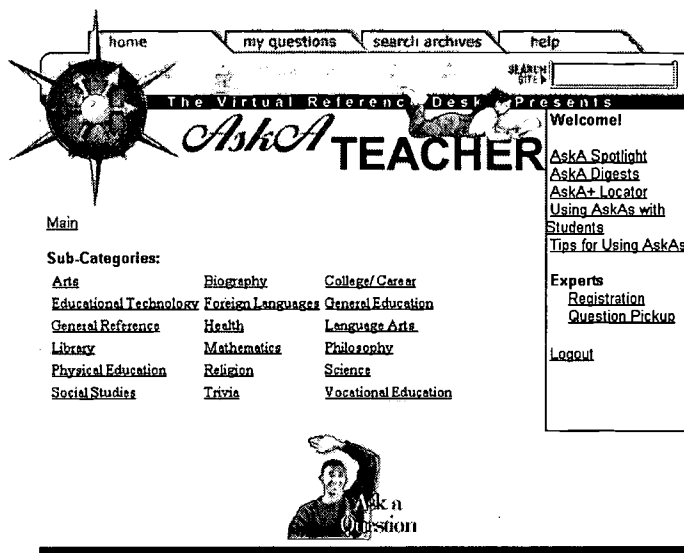 home my questions search archives help
SEARCH SITE
The Virtual Reference Desk Presents
AskA TEACHER
Welcome!
AskA Spotlight
AskA Digests
AskA+ Locator
Using AskAs with
Students
Tips for Using AskAs
Experts
Registration
Question Pickup
Logout
Main
Sub-Categories:
Arts Biography College/Career
Educational Technology Foreign Languages General Education
General Reference Health Language Arts
Library Mathematics Philosophy
Physical Education Religion Science
Social Studies Trivia Vocational Education
Ask a
Question